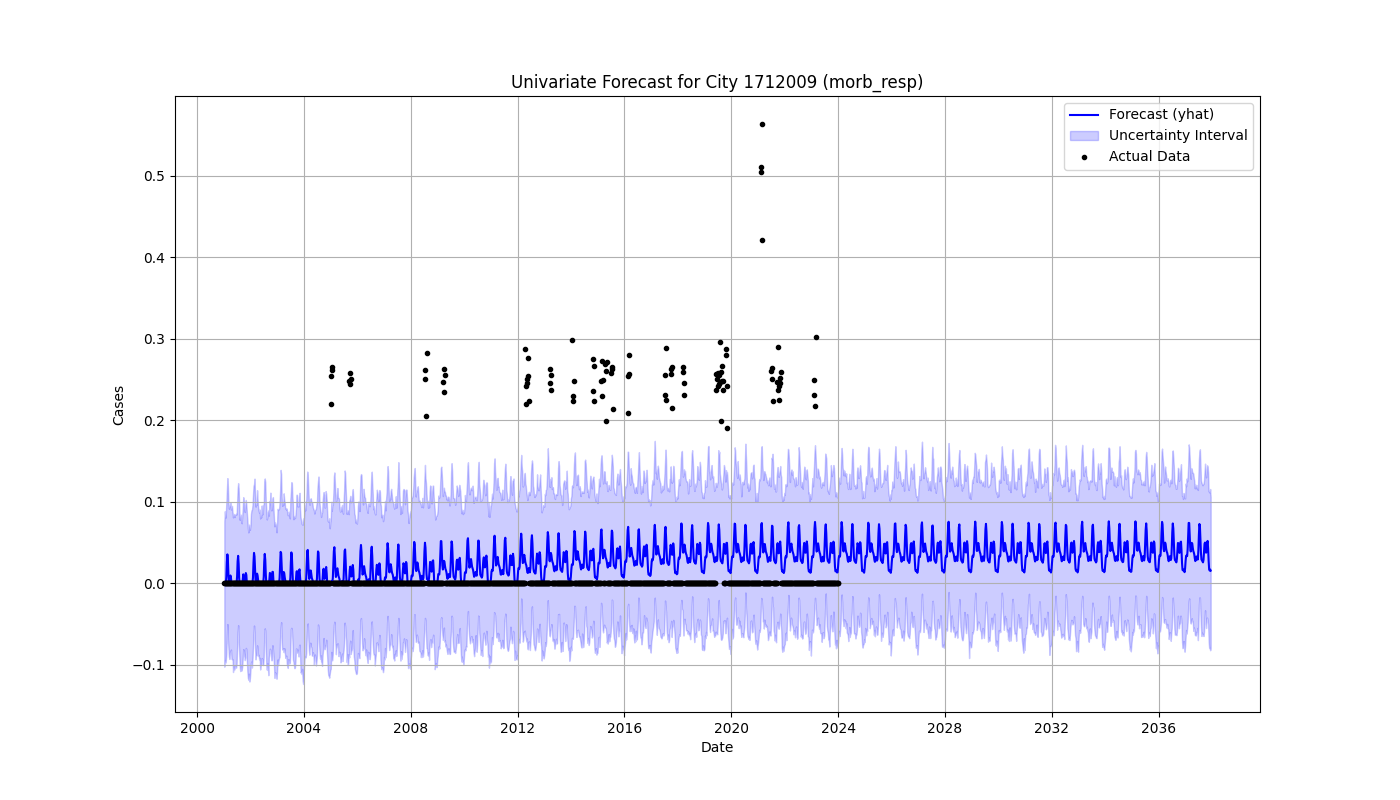 Univariate Forecast for City 1712009 (morb_resp)
Forecast (yhat)
Uncertainty Interval
Actual Data
Cases
0.5
0.4
0.3
0.2
0.1
0.0
−0.1
2000 2004 2008 2012 2016 2020 2024 2028 2032 2036
Date